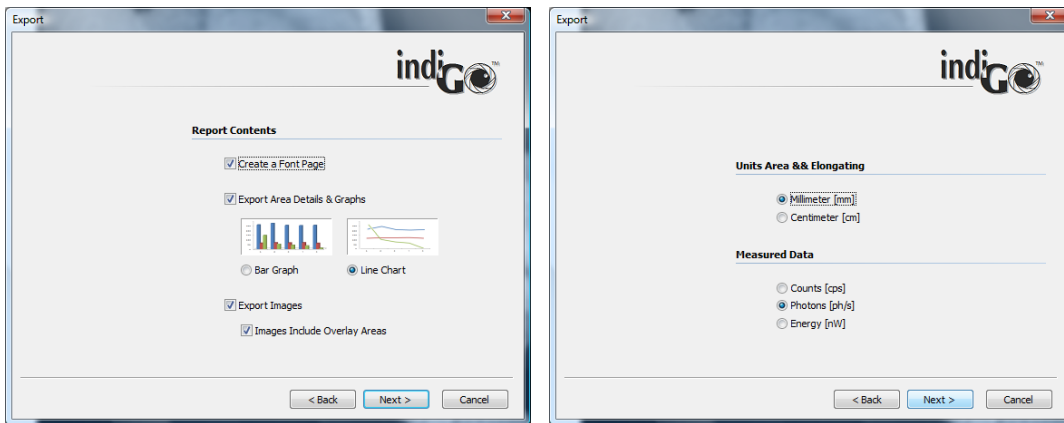 Export
indiGo™
Report Contents
Create a Font Page
Export Area Details & Graphs
Bar Graph
Line Chart
Export Images
Images Include Overlay Areas
< Back
Next >
Cancel
Export
indiGo™
Units Area && Elongating
Millimeter [mm]
Centimeter [cm]
Measured Data
Counts [cps]
Photons [ph/s]
Energy [nW]
< Back
Next >
Cancel